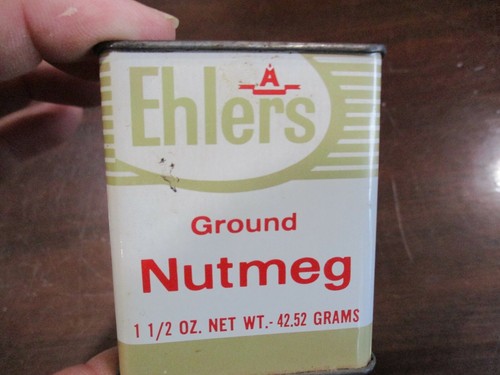 A
Ehlers
Ground
Nutmeg
1 1/2 OZ. NET WT.- 42.52 GRAMS